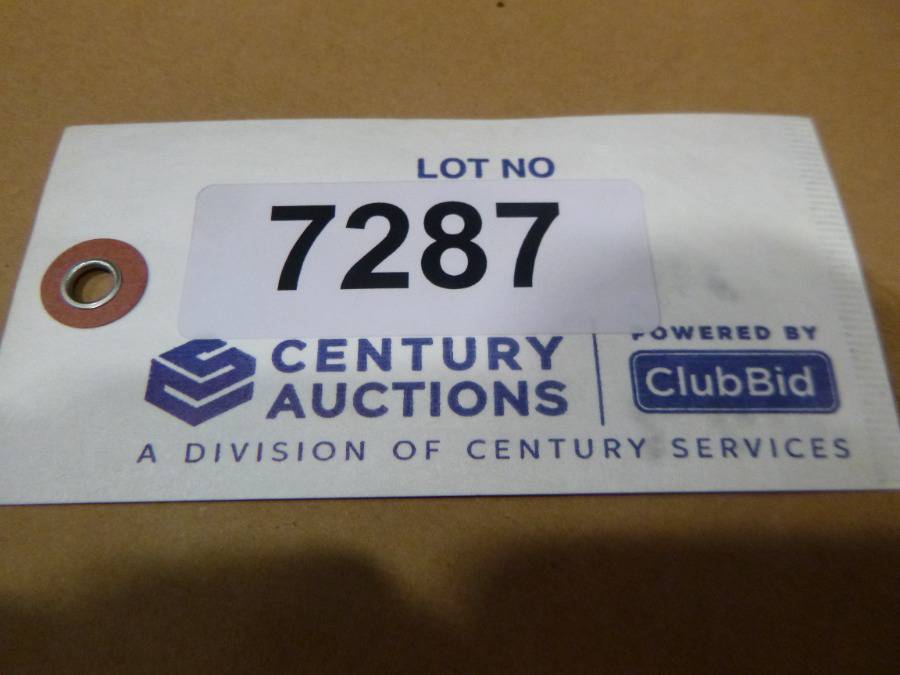 LOT NO
7287
CENTURY
AUCTIONS
POWERED BY
ClubBid
A DIVISION OF CENTURY SERVICES